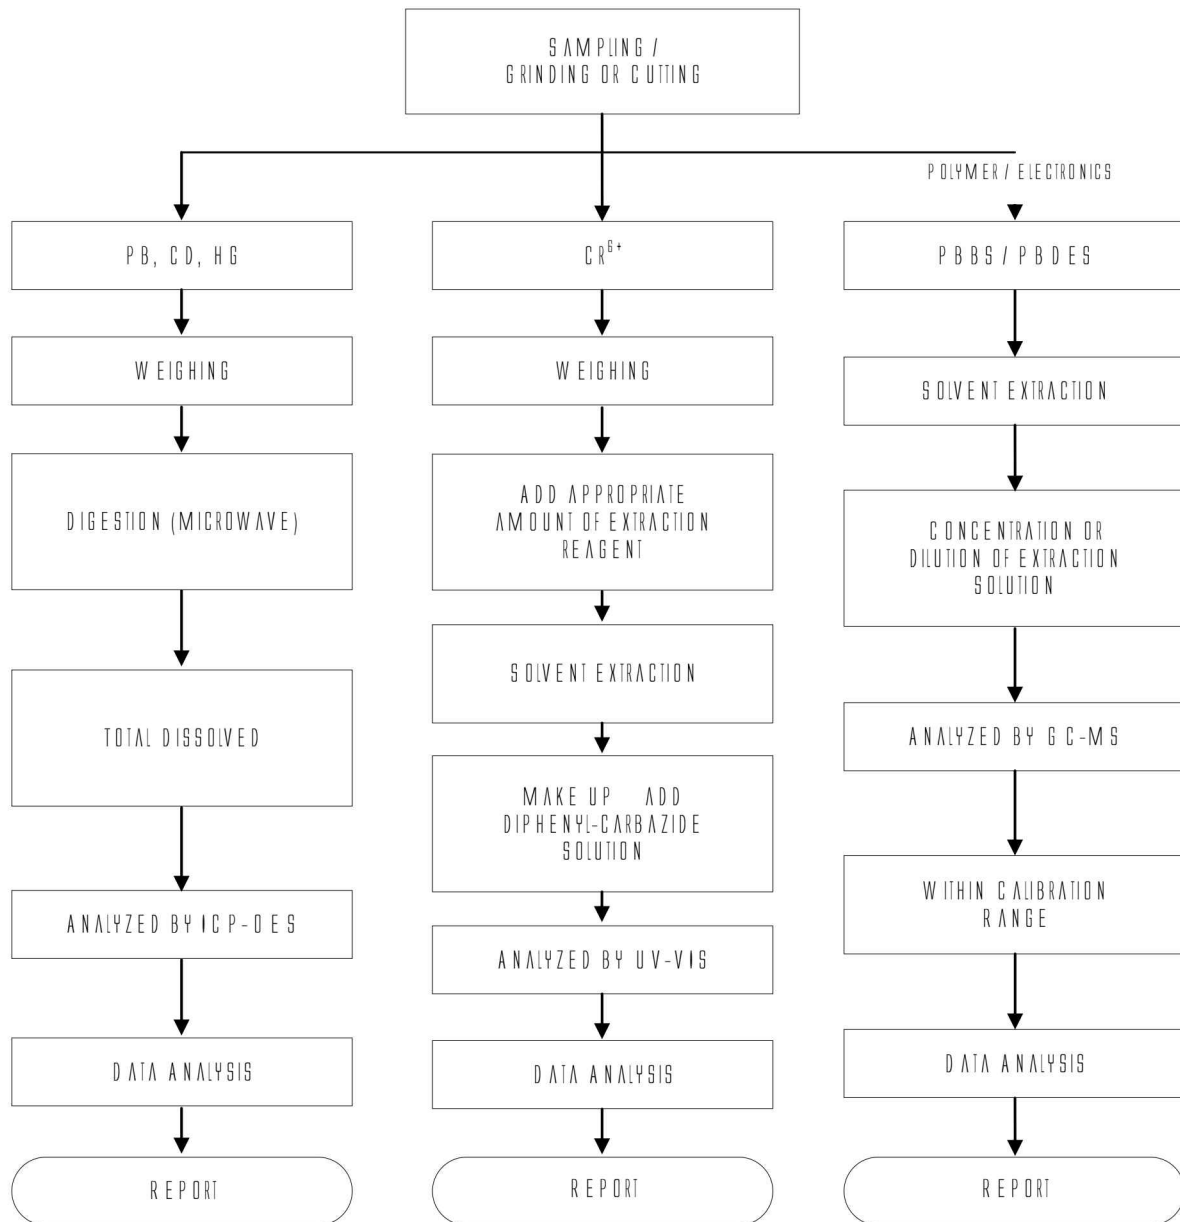 SAMPLING /
GRINDING OR CUTTING
POLYMER / ELECTRONICS
PB, CD, HG
WEIGHING
DIGESTION (MICROWAVE)
TOTAL DISSOLVED
ANALYZED BY ICP-OES
DATA ANALYSIS
REPORT
CR⁶⁺
WEIGHING
ADD APPROPRIATE
AMOUNT OF EXTRACTION
REAGENT
SOLVENT EXTRACTION
MAKE UP ADD
DIPHENYL-CARBAZIDE
SOLUTION
ANALYZED BY UV-VIS
DATA ANALYSIS
REPORT
PBBS / PBDES
SOLVENT EXTRACTION
CONCENTRATION OR
DILUTION OF EXTRACTION
SOLUTION
ANALYZED BY GC-MS
WITHIN CALIBRATION
RANGE
DATA ANALYSIS
REPORT